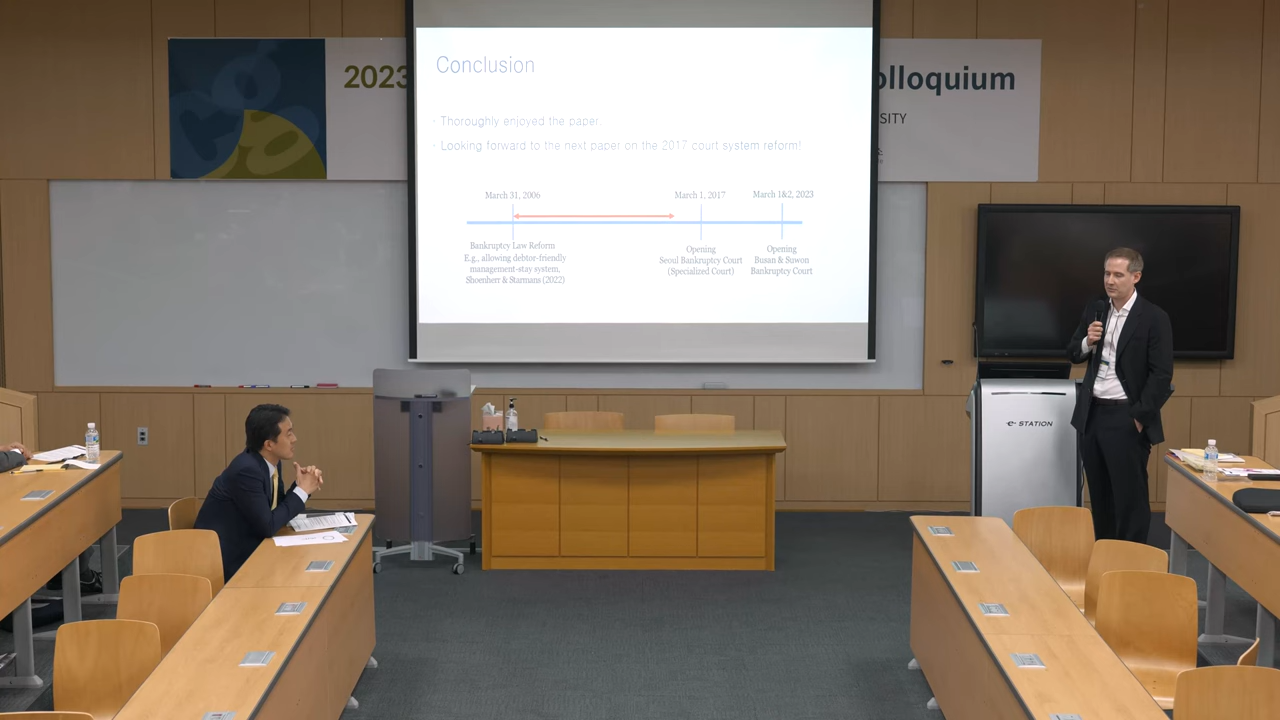 2023
olloquium
SITY
Conclusion
· Thoroughly enjoyed the paper.
· Looking forward to the next paper on the 2017 court system reform!
March 31, 2006
March 1, 2017
March 1&2, 2023
Bankruptcy Law Reform
E.g., allowing debtor-friendly
management-stay system,
Shoenherr & Starmans (2022)
Opening
Seoul Bankruptcy Court
(Specialized Court)
Opening
Busan & Suwon
Bankruptcy Court
e-STATION